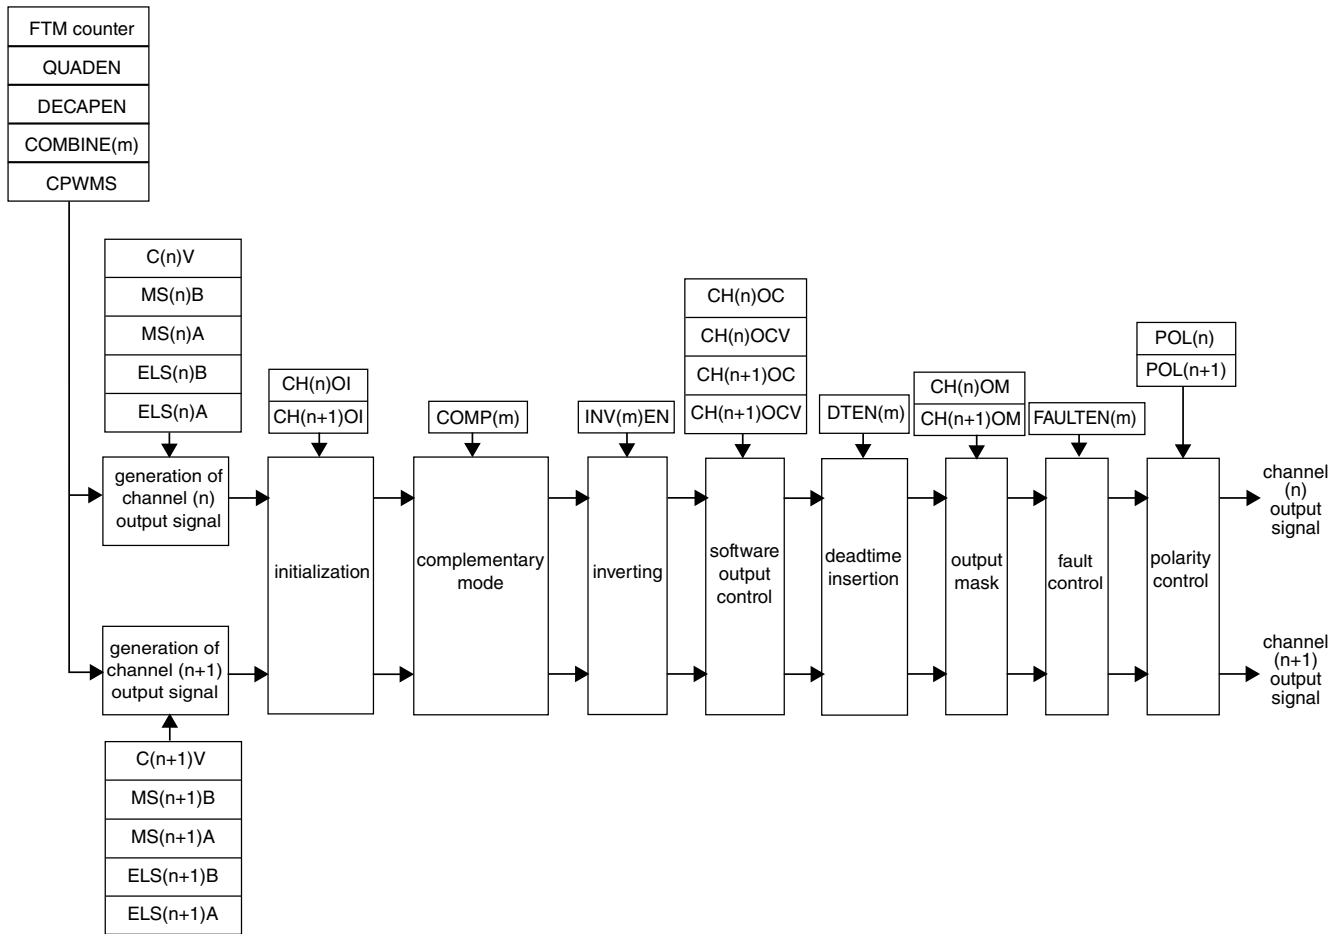 FTM counter
QUADEN
DECAPEN
COMBINE(m)
CPWMS
C(n)V
MS(n)B
MS(n)A
ELS(n)B
ELS(n)A
CH(n)OI
CH(n+1)OI
COMP(m)
INV(m)EN
CH(n)OC
CH(n)OCV
CH(n+1)OC
CH(n+1)OCV
DTEN(m)
CH(n)OM
CH(n+1)OM
FAULTEN(m)
POL(n)
POL(n+1)
generation of
channel (n)
output signal
initialization
complementary
mode
inverting
software
output
control
deadtime
insertion
output
mask
fault
control
polarity
control
channel
(n)
output
signal
generation of
channel (n+1)
output signal
channel
(n+1)
output
signal
C(n+1)V
MS(n+1)B
MS(n+1)A
ELS(n+1)B
ELS(n+1)A